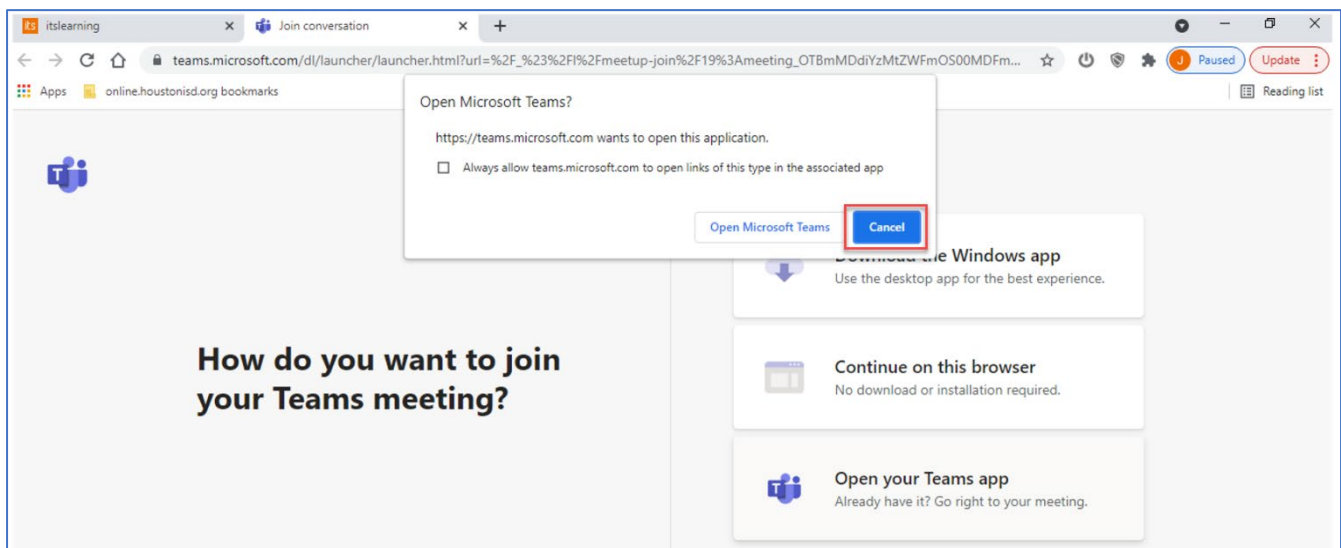 its itslearning
Join conversation
teams.microsoft.com/dl/launcher/launcher.html?url=%2F_%23%2Fl%2Fmeetup-join%2F19%3Ameeting_OTBmMDdiYzMtZWFmOS00MDFm...
J Paused
Update
Apps
online.houstonisd.org bookmarks
Reading list
Open Microsoft Teams?
https://teams.microsoft.com wants to open this application.
Always allow teams.microsoft.com to open links of this type in the associated app
Open Microsoft Teams
Cancel
Download the Windows app
Use the desktop app for the best experience.
How do you want to join
your Teams meeting?
Continue on this browser
No download or installation required.
Open your Teams app
Already have it? Go right to your meeting.